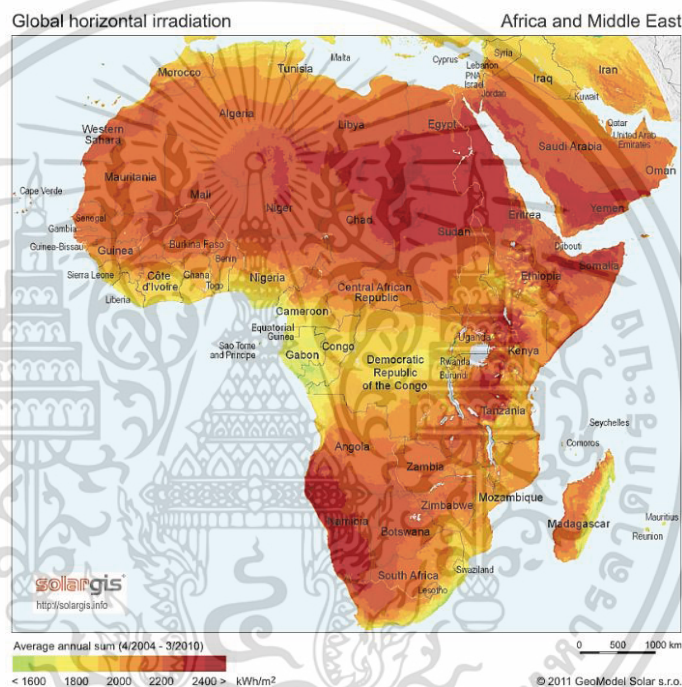 Global horizontal irradiation
Africa and Middle East
Malta
Cyprus
Syria
Lebanon
PNA
Israel
Jordan
Iraq
Iran
Kuwait
Morocco
Tunisia
Algeria
Libya
Egypt
Qatar
United Arab
Emirates
Saudi Arabia
Oman
Western
Sahara
Mauritania
Mali
Niger
Chad
Sudan
Eritrea
Yemen
Cape Verde
Senegal
Gambia
Guinea-Bissau
Guinea
Burkina Faso
Benin
Djibouti
Somalia
Ethiopia
Sierra Leone
Liberia
Côte
d'Ivoire
Ghana
Togo
Nigeria
Central African
Republic
Cameroon
Equatorial
Guinea
Sao Tome
and Principe
Gabon
Congo
Democratic
Republic
of the Congo
Uganda
Rwanda
Burundi
Kenya
Tanzania
Seychelles
Comoros
Angola
Zambia
Mozambique
Zimbabwe
Madagascar
Mauritius
Reunion
Namibia
Botswana
Swaziland
South Africa
Lesotho
solargis
http://solargis.info
Average annual sum (4/2004 - 3/2010)
0 500 1000 km
< 1600 1800 2000 2200 2400 > kWh/m²
© 2011 GeoModel Solar s.r.o.